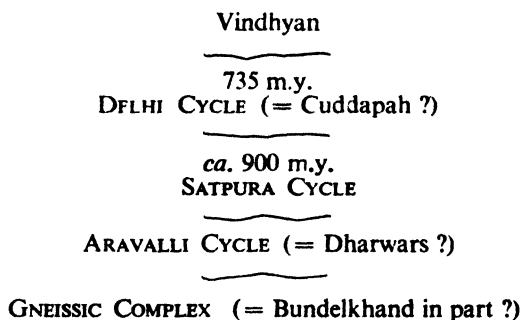 Vindhyan
735 m.y.
DFLHI CYCLE (= Cuddapah ?)
ca. 900 m.y.
SATPURA CYCLE
ARAVALLI CYCLE (= Dharwars ?)
GNEISSIC COMPLEX (= Bundelkhand in part ?)